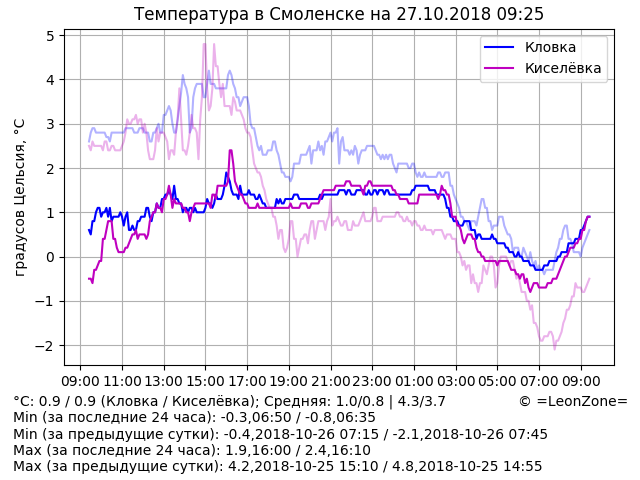 Температура в Смоленске на 27.10.2018 09:25
Кловка
Киселёвка
градусов Цельсия, °C
5
4
3
2
1
0
−1
−2
09:00 11:00 13:00 15:00 17:00 19:00 21:00 23:00 01:00 03:00 05:00 07:00 09:00
°C: 0.9 / 0.9 (Кловка / Киселёвка); Средняя: 1.0/0.8 | 4.3/3.7 © =LeonZone=
Min (за последние 24 часа): -0.3,06:50 / -0.8,06:35
Min (за предыдущие сутки): -0.4,2018-10-26 07:15 / -2.1,2018-10-26 07:45
Max (за последние 24 часа): 1.9,16:00 / 2.4,16:10
Max (за предыдущие сутки): 4.2,2018-10-25 15:10 / 4.8,2018-10-25 14:55